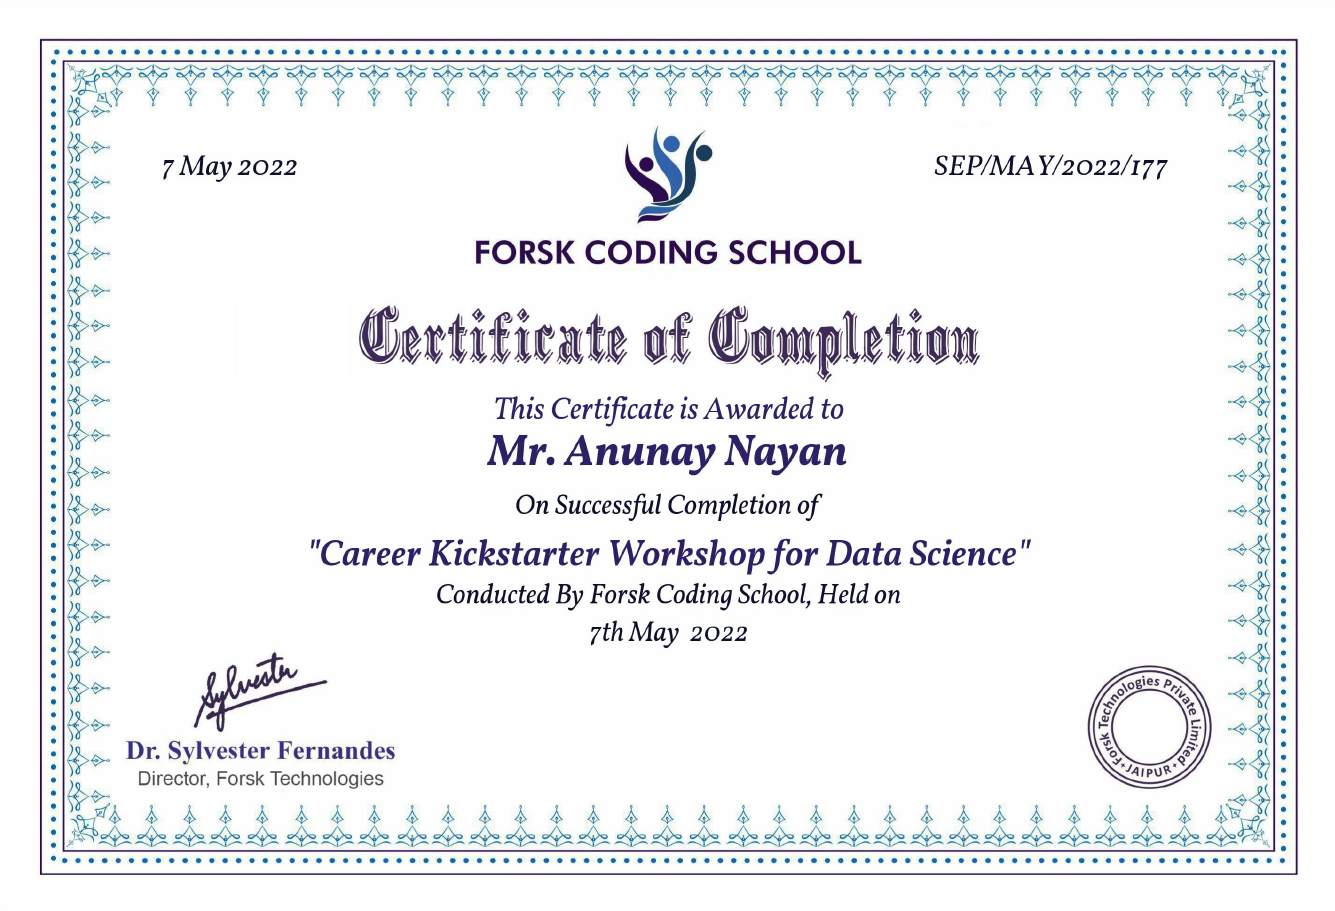 7 May 2022
SEP/MAY/2022/177
FORSK CODING SCHOOL
Certificate of Completion
This Certificate is Awarded to
Mr. Anunay Nayan
On Successful Completion of
"Career Kickstarter Workshop for Data Science"
Conducted By Forsk Coding School, Held on
7th May 2022
Sylvester
Dr. Sylvester Fernandes
Director, Forsk Technologies
Forsk Technologies Private Limited
JAIPUR